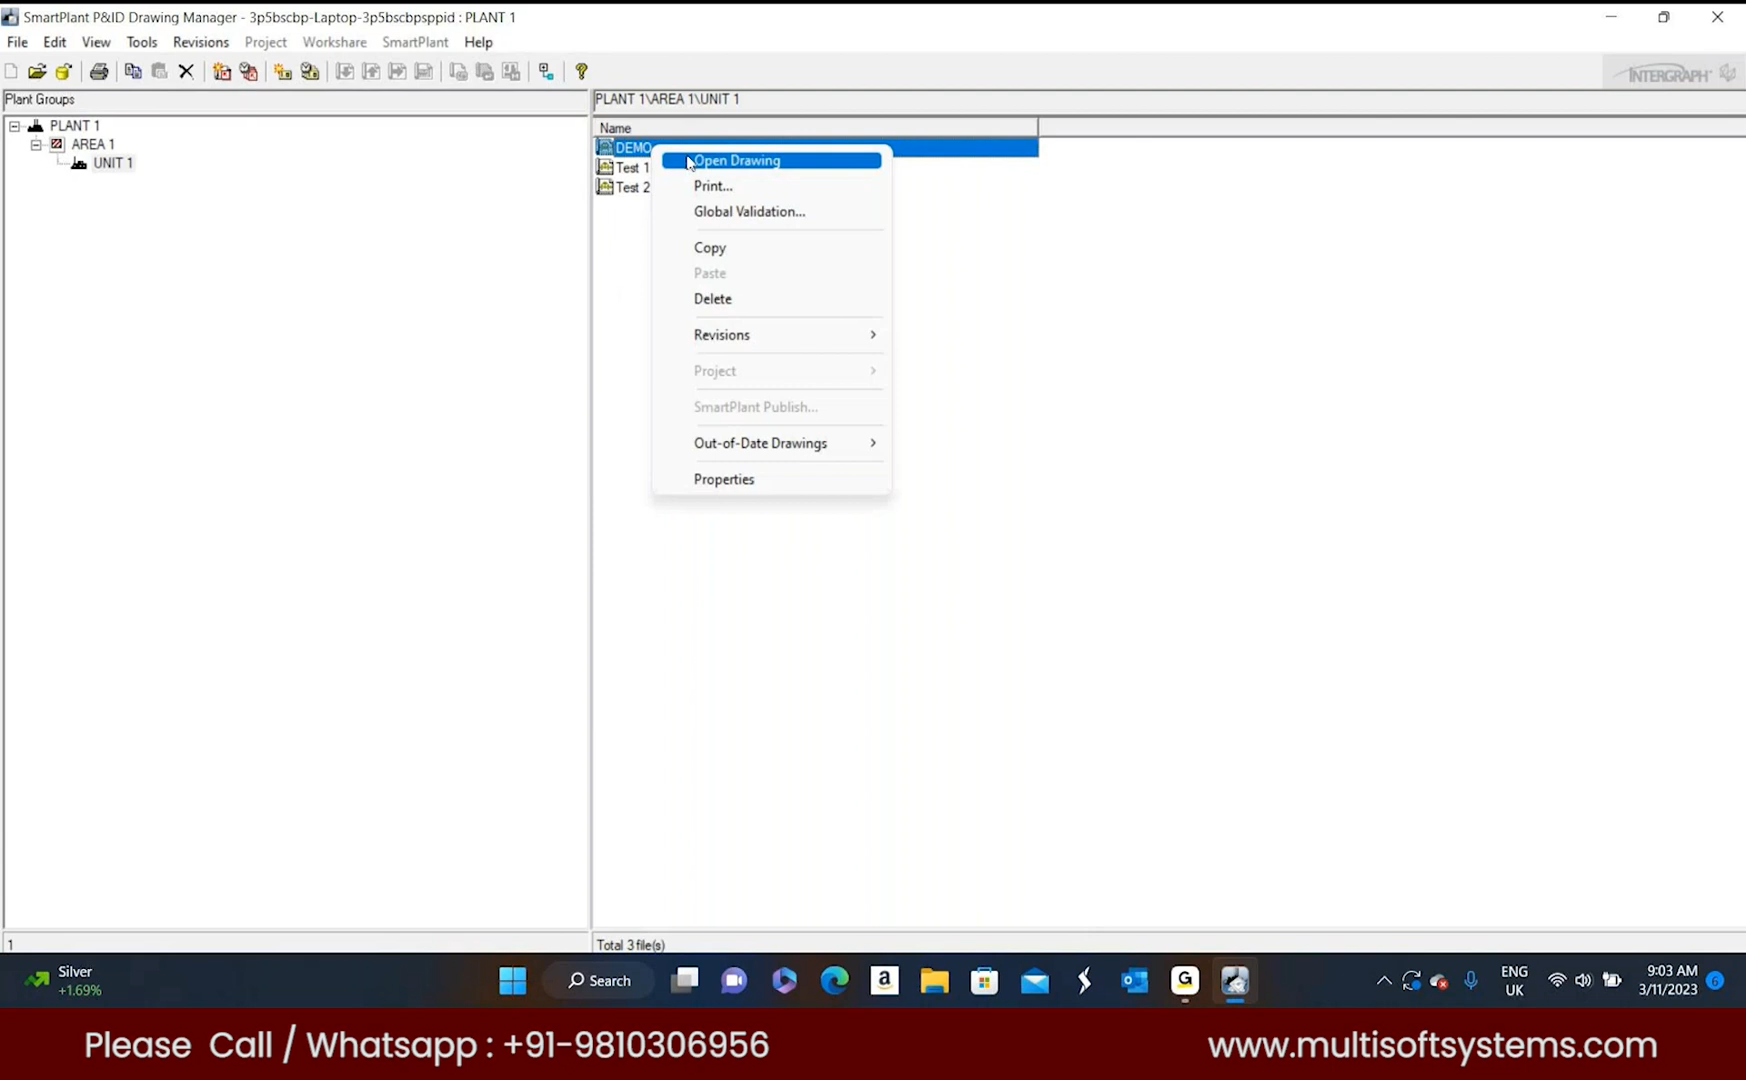 SmartPlant P&ID Drawing Manager - 3p5bscbp-Laptop-3p5bscbpsppid : PLANT 1
File Edit View Tools Revisions Project Workshare SmartPlant Help
INTERGRAPH
Plant Groups
PLANT 1\AREA 1\UNIT 1
PLANT 1
AREA 1
UNIT 1
Name
DEMO
Test 1
Test 2
Open Drawing
Print...
Global Validation...
Copy
Paste
Delete
Revisions
Project
SmartPlant Publish...
Out-of-Date Drawings
Properties
1
Total 3 file(s)
Silver
+1.69%
Search
ENG
UK
9:03 AM
3/11/2023
6
Please Call / Whatsapp : +91-9810306956
www.multisoftsystems.com